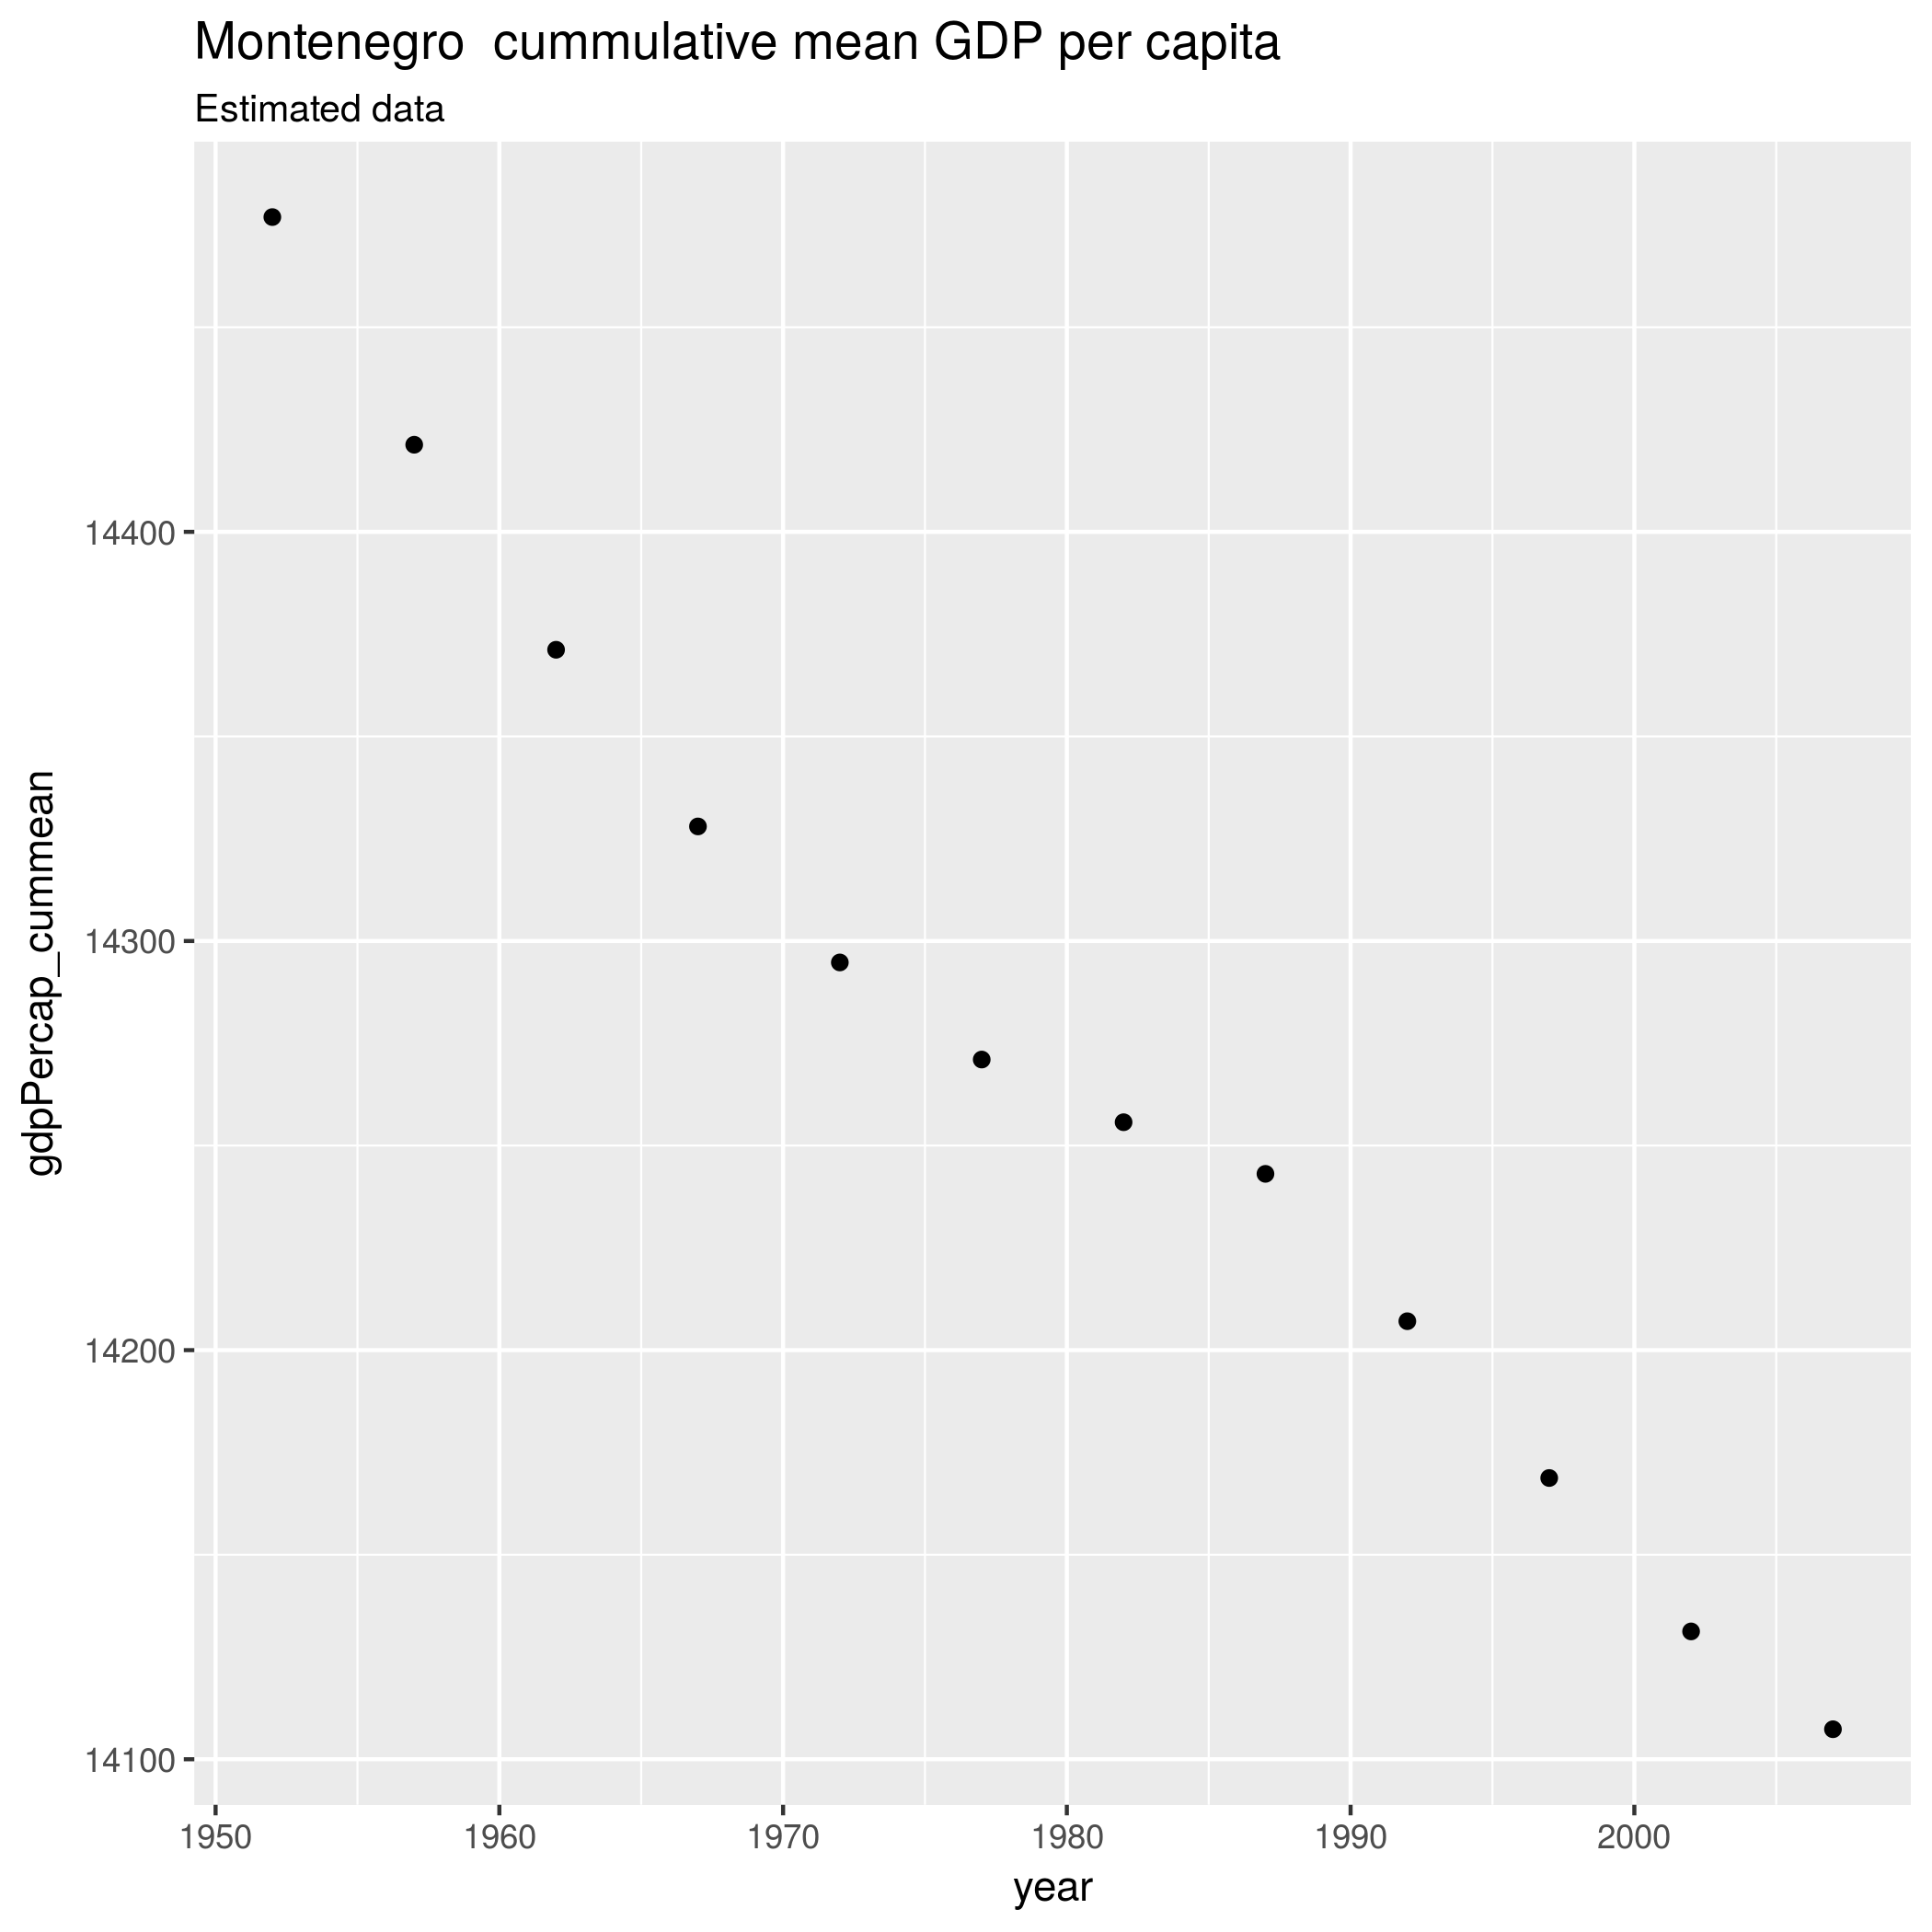 Montenegro  cummulative mean GDP per capita
Estimated data
gdpPercap_cummean
14400
14300
14200
14100
1950 1960 1970 1980 1990 2000
year